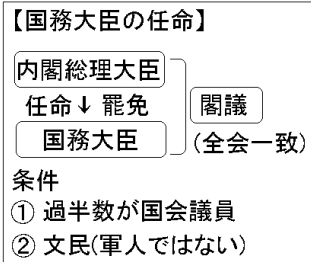 【国務大臣の任命】
内閣総理大臣
任命↓ 罷免
閣議
国務大臣
(全会一致)
条件
① 過半数が国会議員
② 文民(軍人ではない)